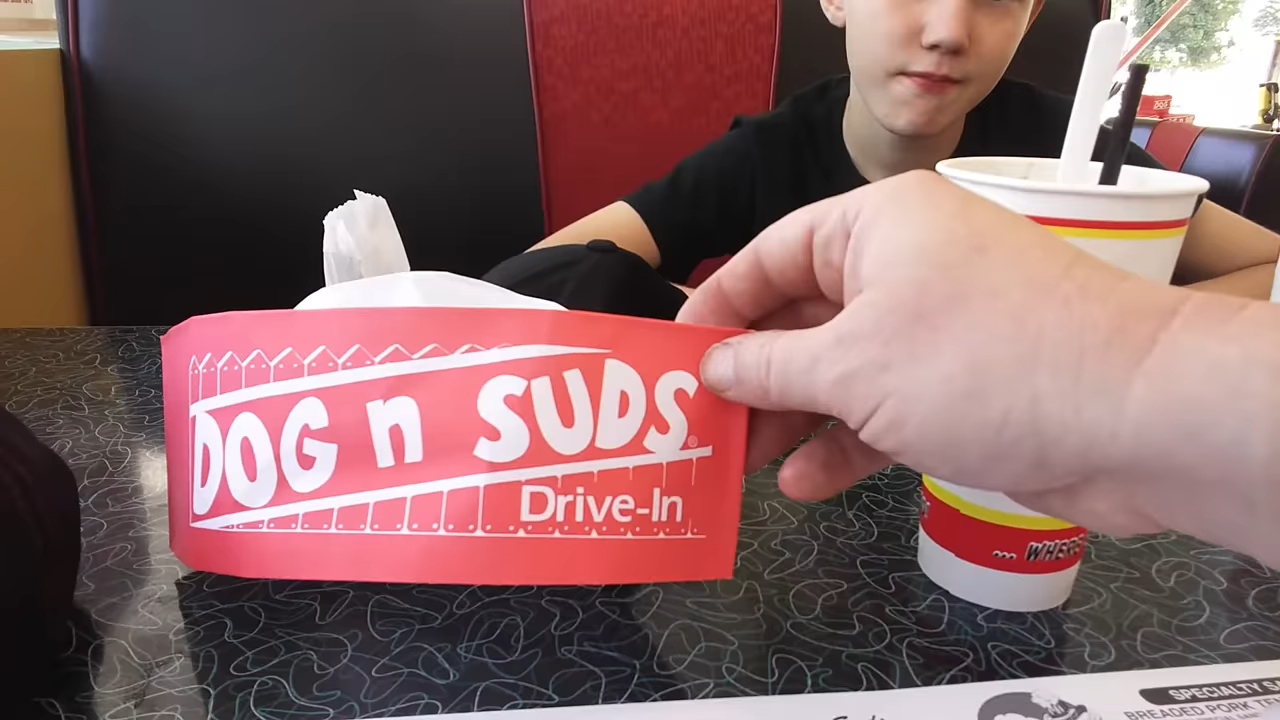 DOG n SUDS®
Drive-In
... WHERE
SPECIALTY
BREADED PORK